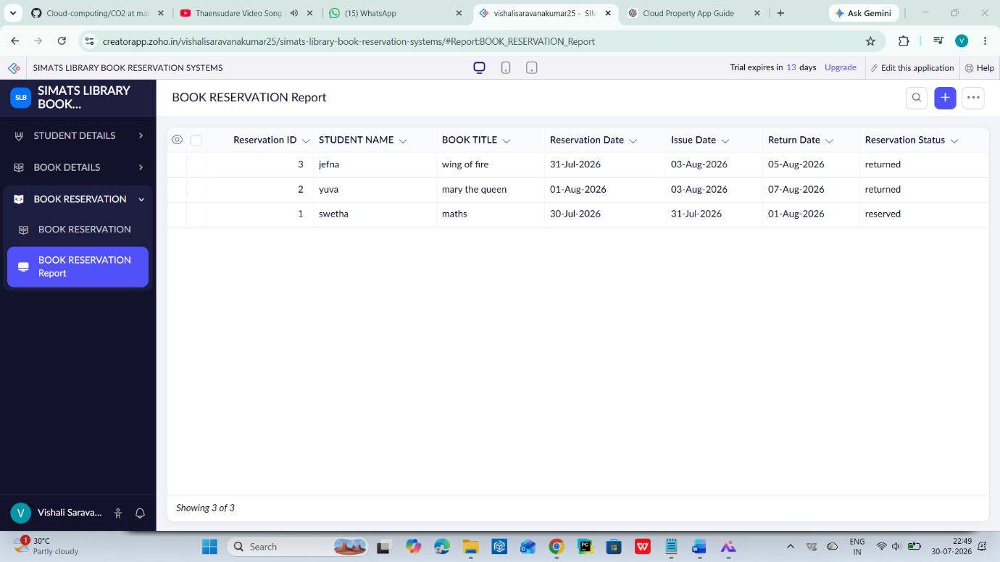 Cloud-computing/CO2 at mai
Thaensudare Video Song
(15) WhatsApp
vishalisaravanakumar25 - SIM
Cloud Property App Guide
Ask Gemini
creatorapp.zoho.in/vishalisaravanakumar25/simats-library-book-reservation-systems/#Report:BOOK_RESERVATION_Report
V
SIMATS LIBRARY BOOK RESERVATION SYSTEMS
Trial expires in 13 days Upgrade
Edit this application
Help
SLB
SIMATS LIBRARY
BOOK...
BOOK RESERVATION Report
STUDENT DETAILS
BOOK DETAILS
BOOK RESERVATION
BOOK RESERVATION
BOOK RESERVATION
Report
Reservation ID STUDENT NAME BOOK TITLE Reservation Date Issue Date Return Date Reservation Status
3 jefna wing of fire 31-Jul-2026 03-Aug-2026 05-Aug-2026 returned
2 yuva mary the queen 01-Aug-2026 03-Aug-2026 07-Aug-2026 returned
1 swetha maths 30-Jul-2026 31-Jul-2026 01-Aug-2026 reserved
Showing 3 of 3
V
Vishali Sarava...
1
30°C
Partly cloudy
Search
PC
W
W
ENG
IN
22:49
30-07-2026